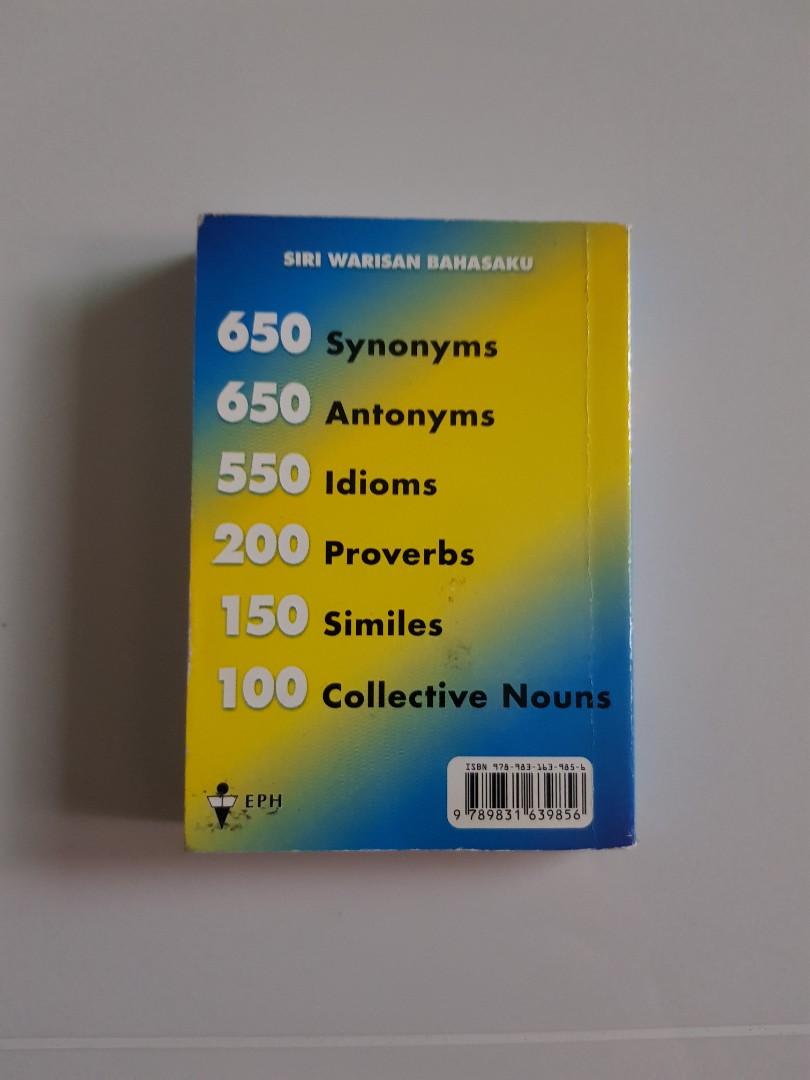 SIRI WARISAN BAHASAKU
650 Synonyms
650 Antonyms
550 Idioms
200 Proverbs
150 Similes
100 Collective Nouns
ISBN 978-983-163-985-6
9 789831 639856
EPH